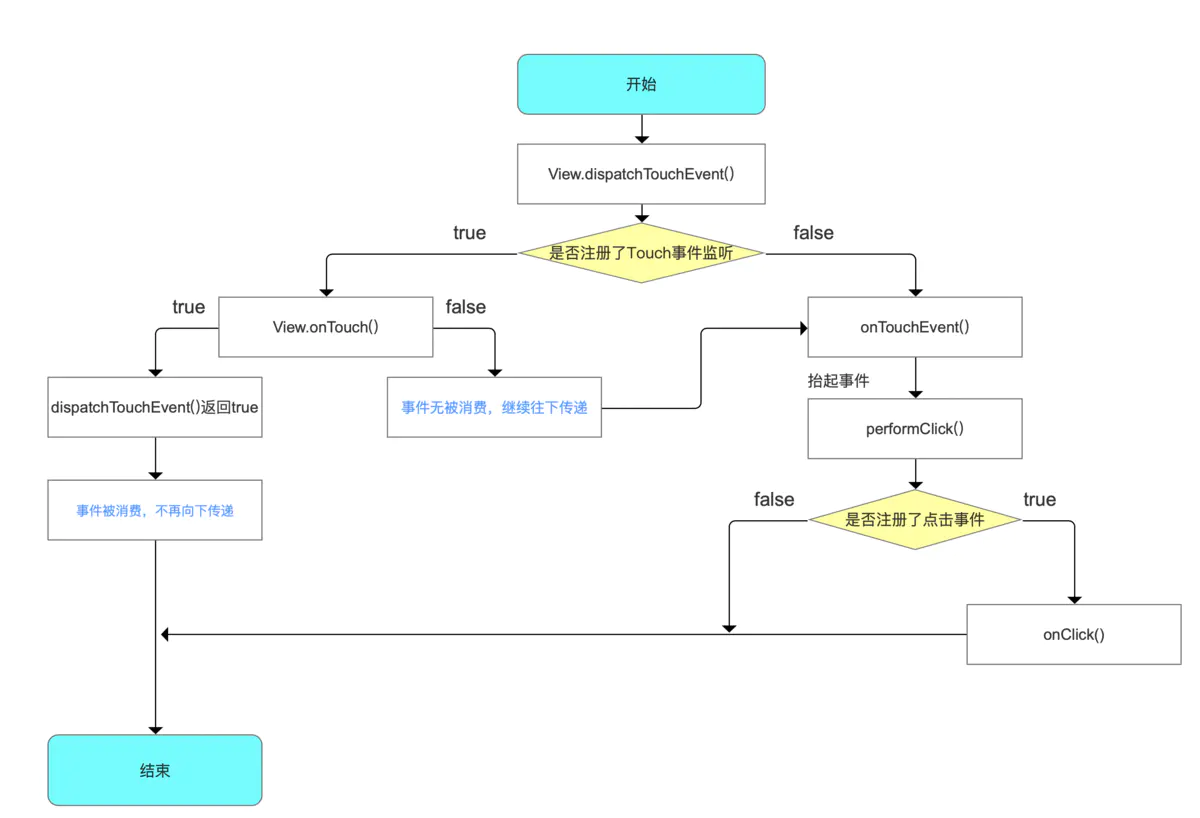 开始
View.dispatchTouchEvent()
true
是否注册了Touch事件监听
false
true
View.onTouch()
false
onTouchEvent()
dispatchTouchEvent()返回true
事件无被消费，继续往下传递
抬起事件
performClick()
事件被消费，不再向下传递
false
是否注册了点击事件
true
onClick()
结束